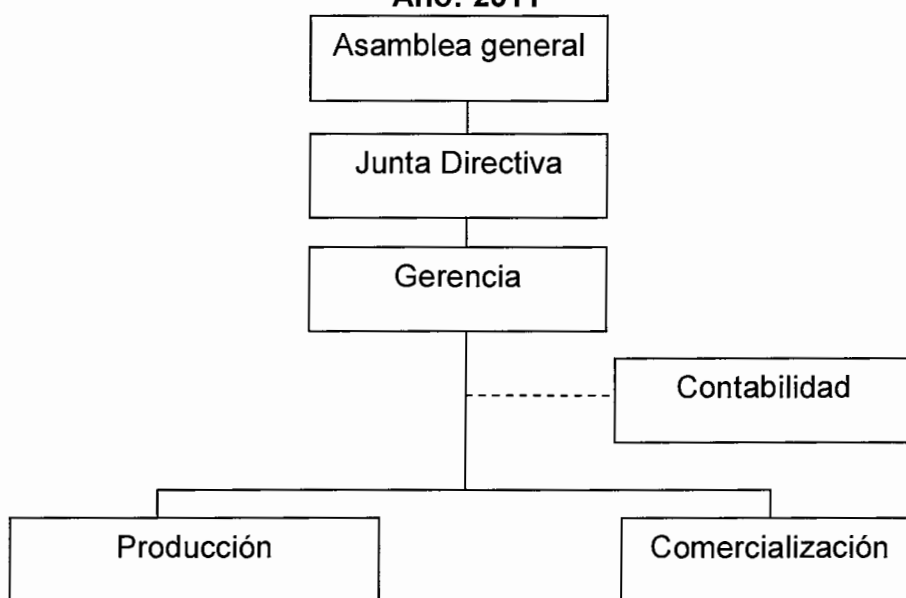 Año: 2011
Asamblea general
Junta Directiva
Gerencia
Contabilidad
Producción
Comercialización